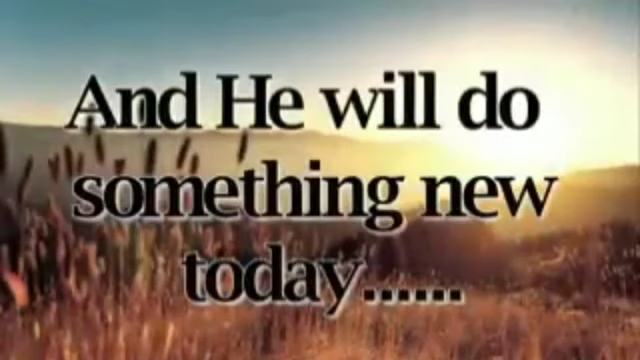 And He will do
something new
today......